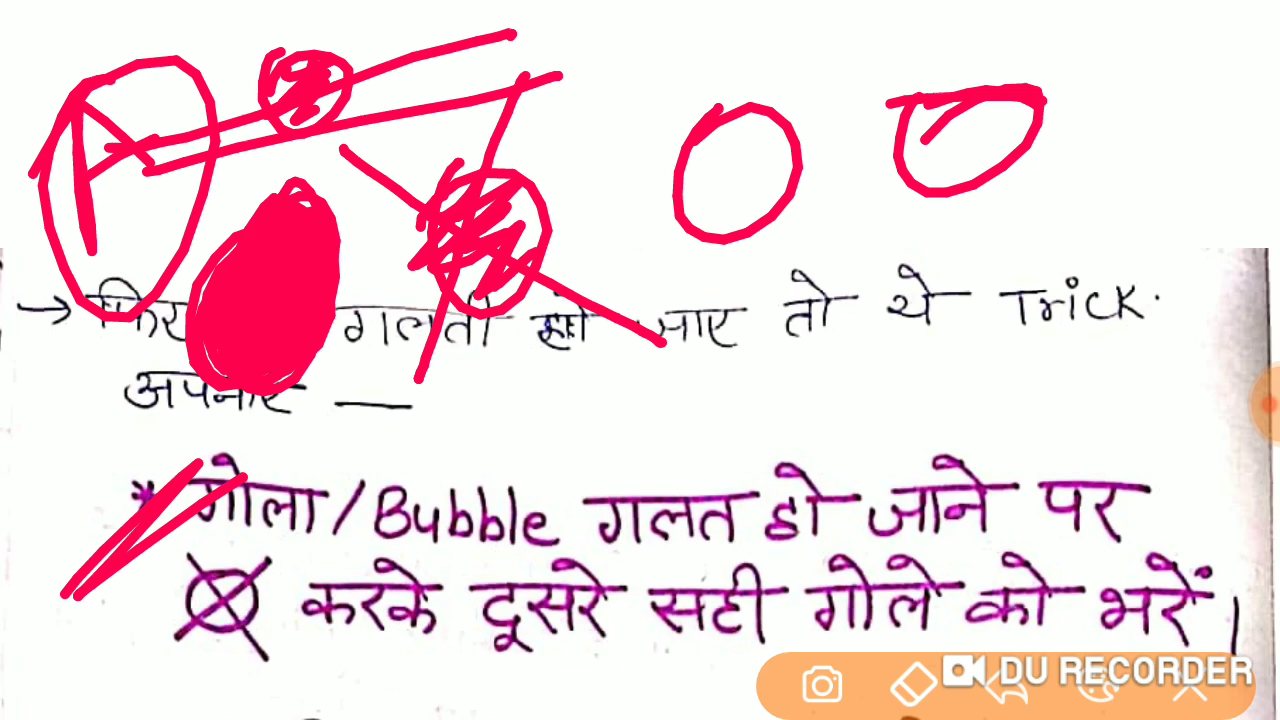 → फिर गलती हो जाए तो ये Trick.
अपनाए —
* गोला/Bubble गलत हो जाने पर
करके दूसरे सही गोले को भरें।
DU RECORDER